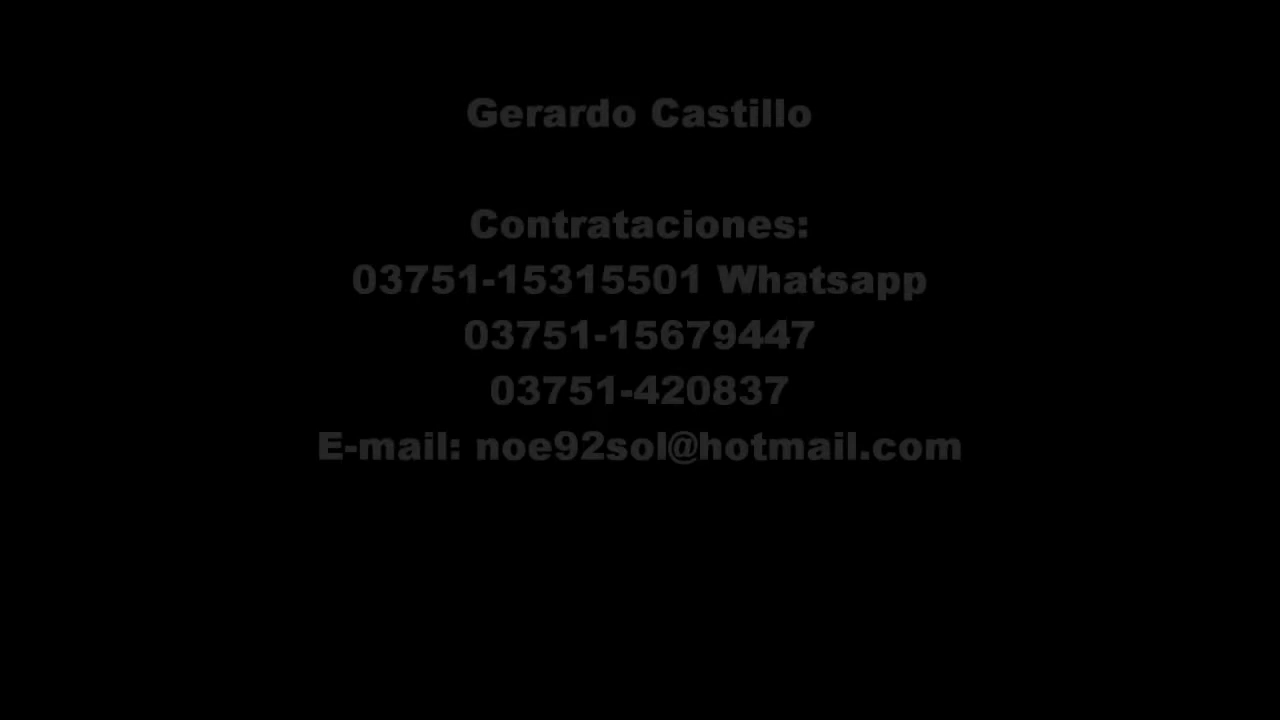 Gerardo Castillo
Contrataciones:
03751-15315501 Whatsapp
03751-15679447
03751-420837
E-mail: noe92sol@hotmail.com